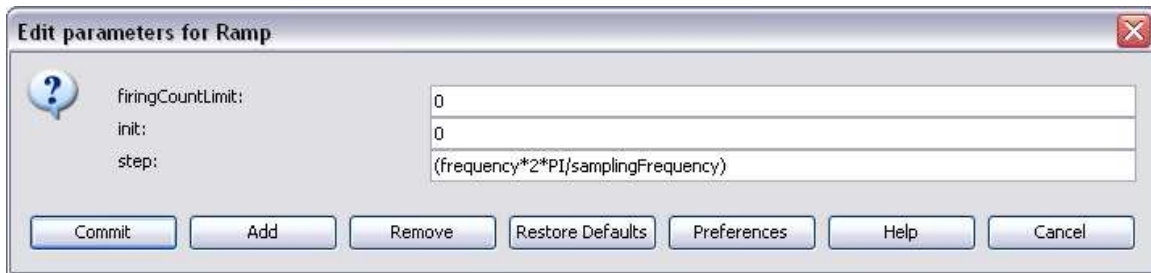 Edit parameters for Ramp
firingCountLimit: 0
init: 0
step: (frequency*2*PI/samplingFrequency)
Commit Add Remove Restore Defaults Preferences Help Cancel